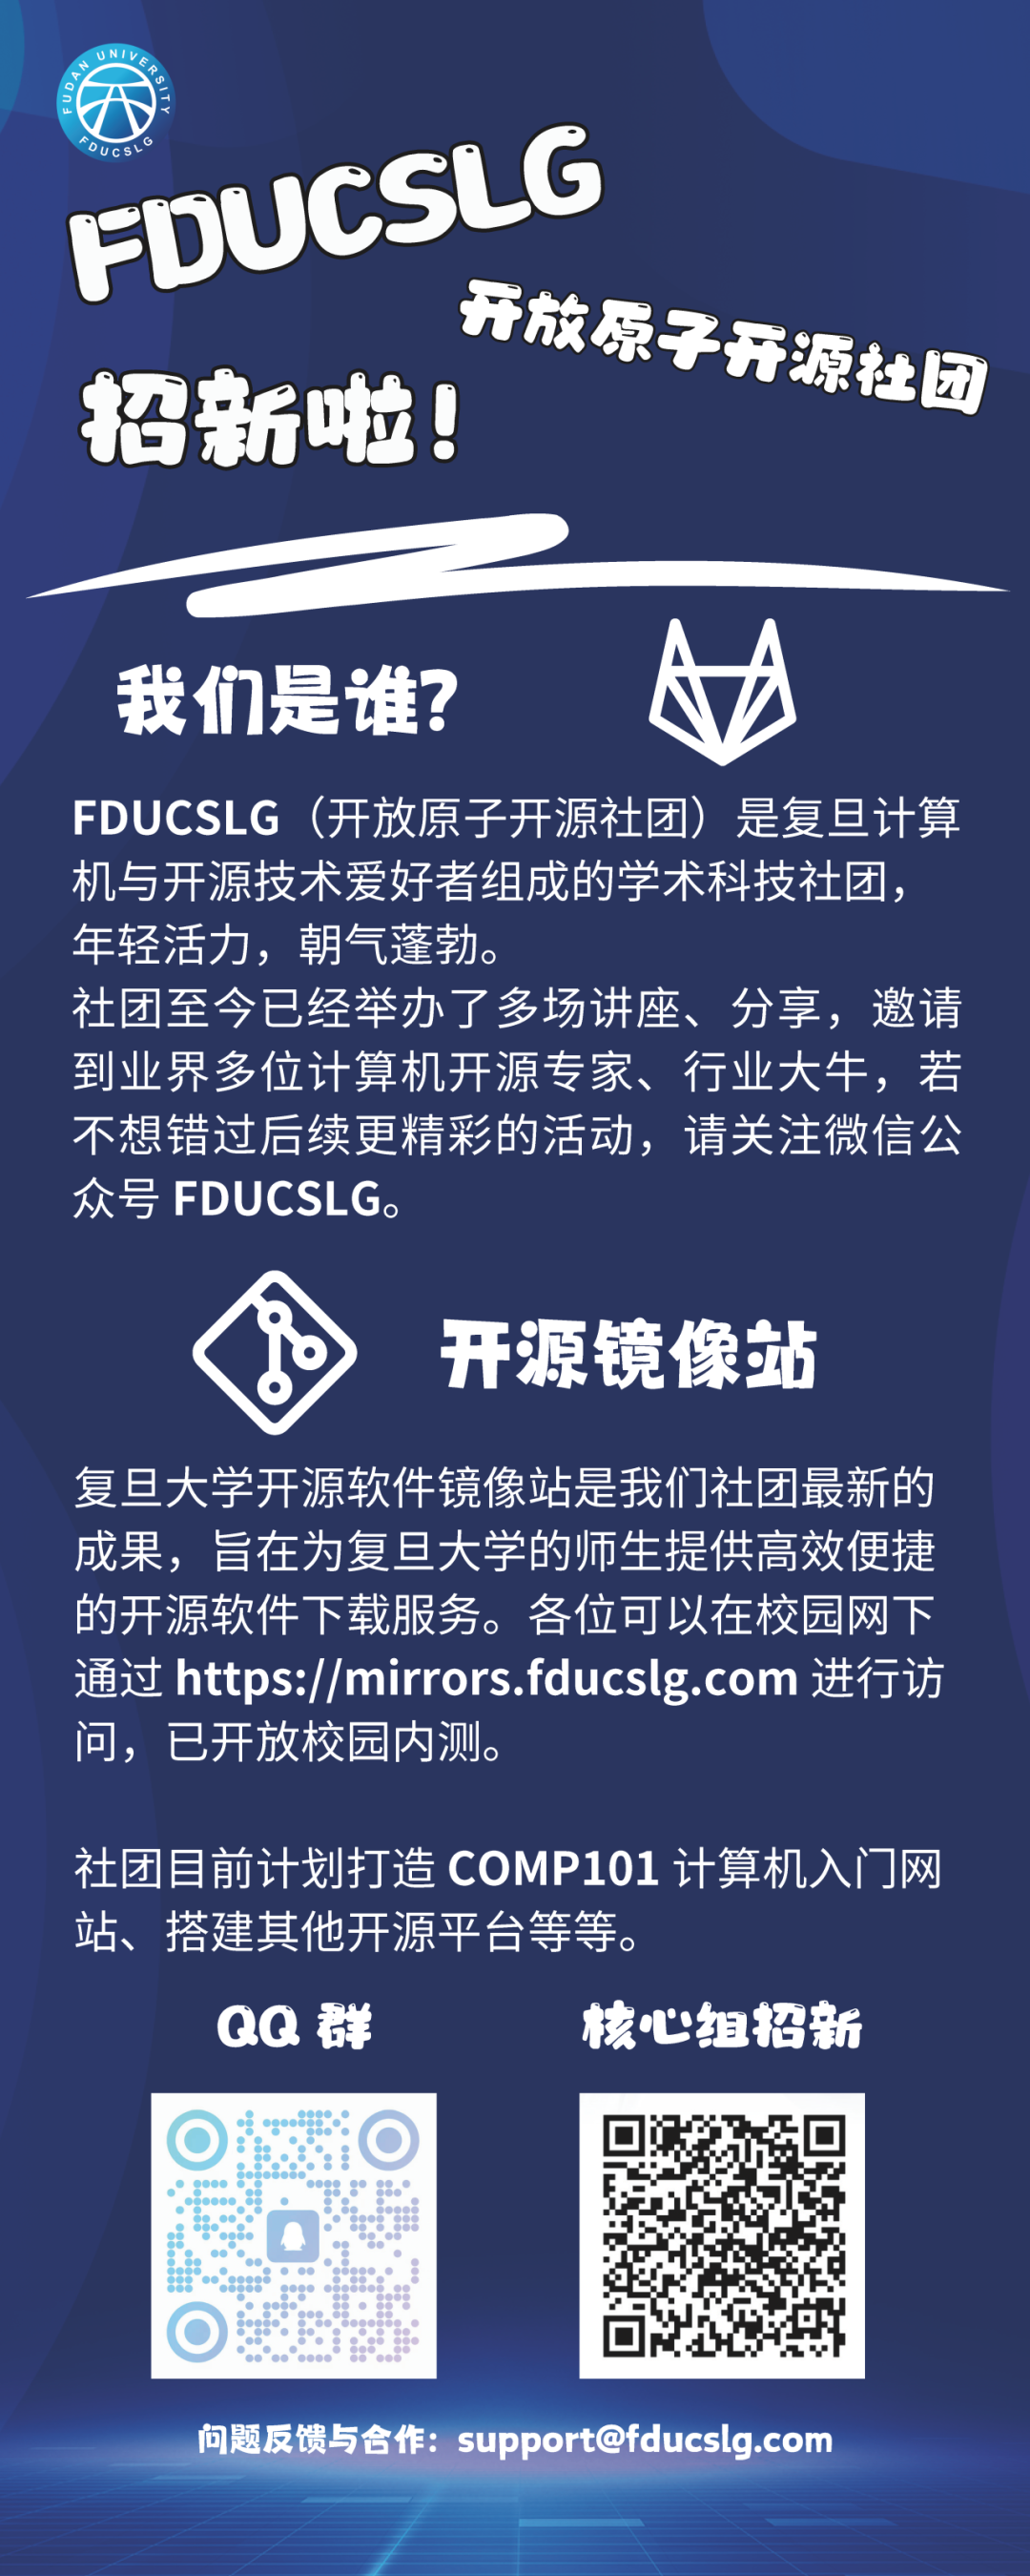 FUDAN UNIVERSITY
FDUCSLG
FDUCSLG
开放原子开源社团
招新啦！
我们是谁？
FDUCSLG（开放原子开源社团）是复旦计算
机与开源技术爱好者组成的学术科技社团，
年轻活力，朝气蓬勃。
社团至今已经举办了多场讲座、分享，邀请
到业界多位计算机开源专家、行业大牛，若
不想错过后续更精彩的活动，请关注微信公
众号 FDUCSLG。
开源镜像站
复旦大学开源软件镜像站是我们社团最新的
成果，旨在为复旦大学的师生提供高效便捷
的开源软件下载服务。各位可以在校园网下
通过 https://mirrors.fducslg.com 进行访
问，已开放校园内测。
社团目前计划打造 COMP101 计算机入门网
站、搭建其他开源平台等等。
QQ 群
核心组招新
问题反馈与合作：support@fducslg.com